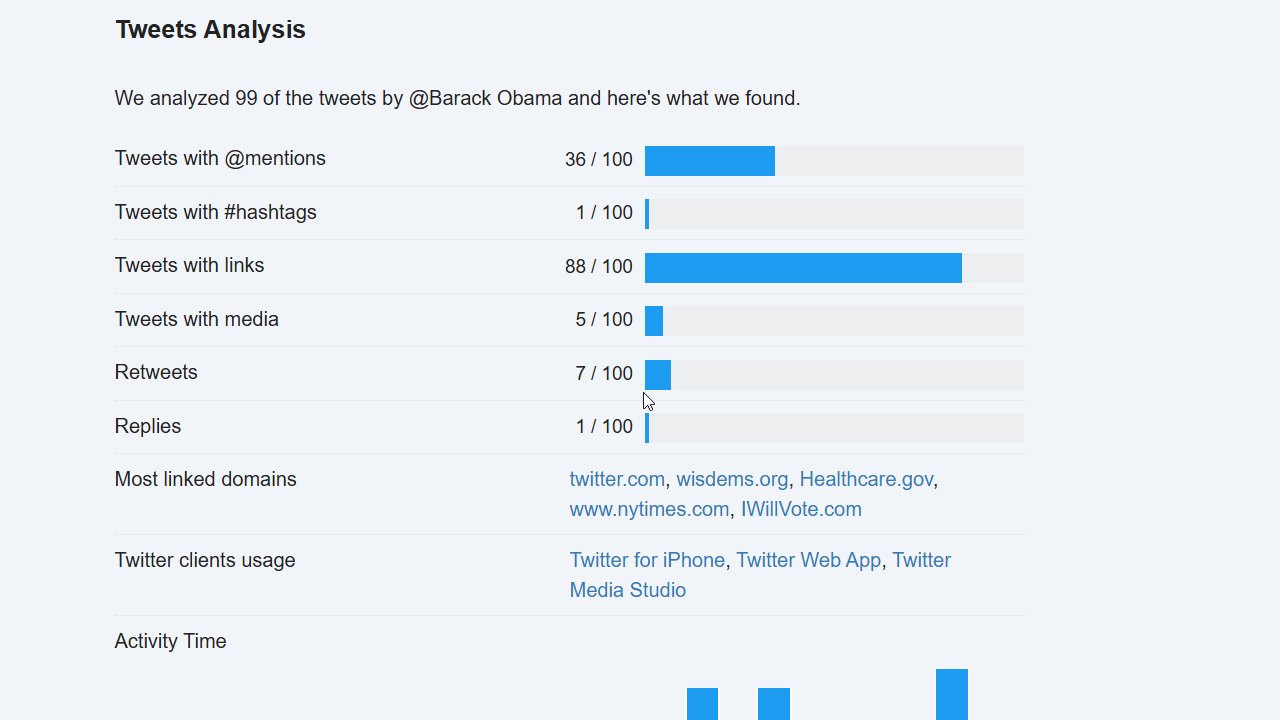 Tweets Analysis
We analyzed 99 of the tweets by @Barack Obama and here's what we found.
Tweets with @mentions 36 / 100
Tweets with #hashtags 1 / 100
Tweets with links 88 / 100
Tweets with media 5 / 100
Retweets 7 / 100
Replies 1 / 100
Most linked domains twitter.com, wisdems.org, Healthcare.gov,
www.nytimes.com, IWillVote.com
Twitter clients usage Twitter for iPhone, Twitter Web App, Twitter
Media Studio
Activity Time